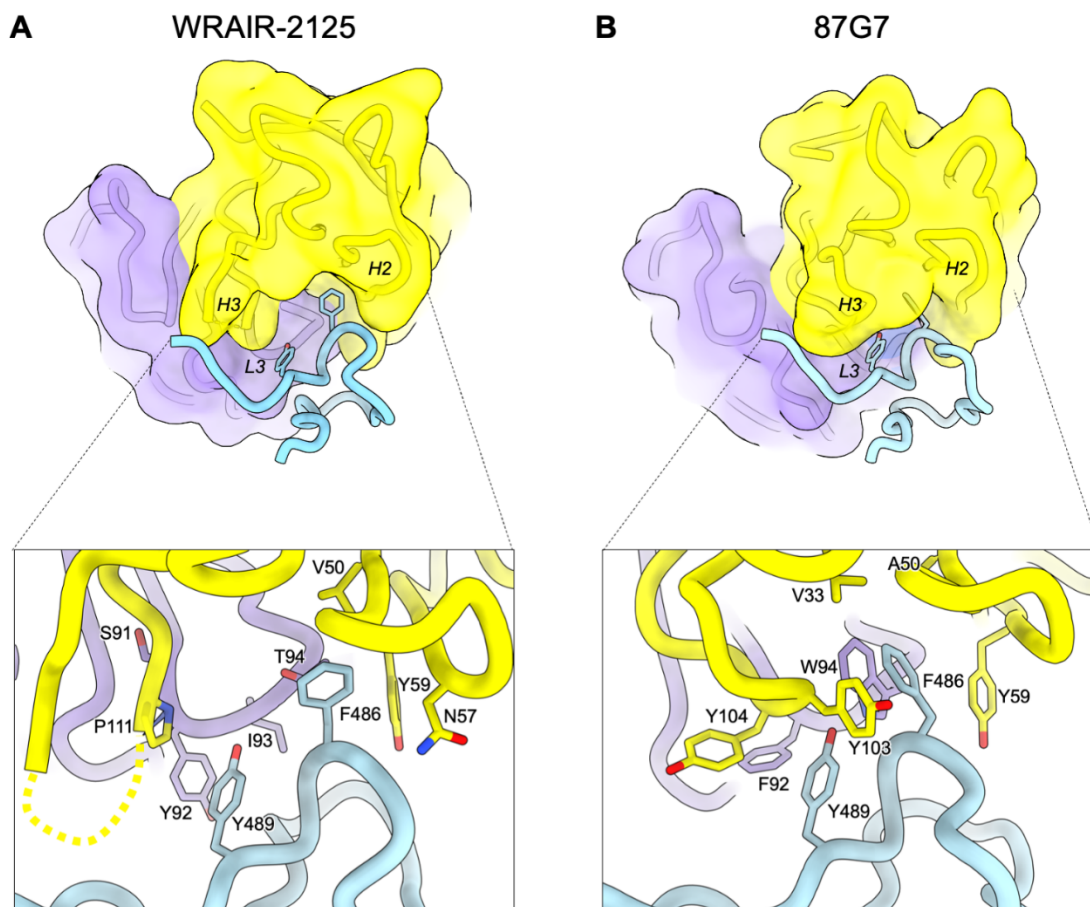 A WRAIR-2125
B 87G7
H2
H3
L3
H2
H3
L3
V50
S91
T94
F486
Y59
N57
P111
I93
Y92
Y489
A50
V33
W94
F486
Y59
Y104
Y103
F92
Y489